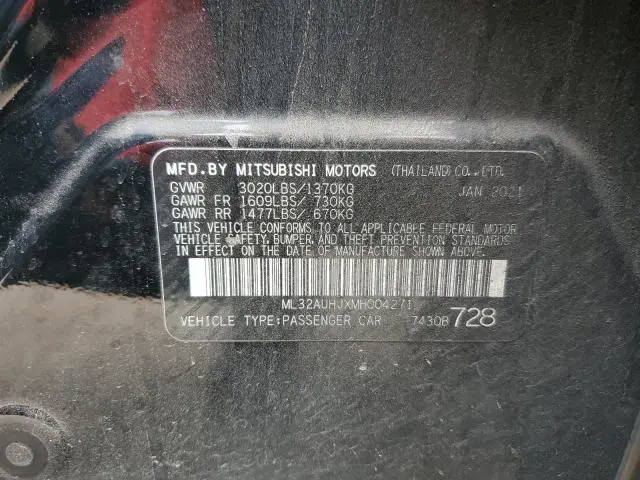 MFD.BY MITSUBISHI MOTORS (THAILAND) CO.,LTD.
GVWR 3020LBS/1370KG JAN 2021
GAWR FR 1609LBS/ 730KG
GAWR RR 1477LBS/ 670KG
THIS VEHICLE CONFORMS TO ALL APPLICABLE FEDERAL MOTOR
VEHICLE SAFETY, BUMPER, AND THEFT PREVENTION STANDARDS
IN EFFECT ON THE DATE OF MANUFACTURE SHOWN ABOVE.
ML32AUHJXMH004271
VEHICLE TYPE:PASSENGER CAR 7430B 728